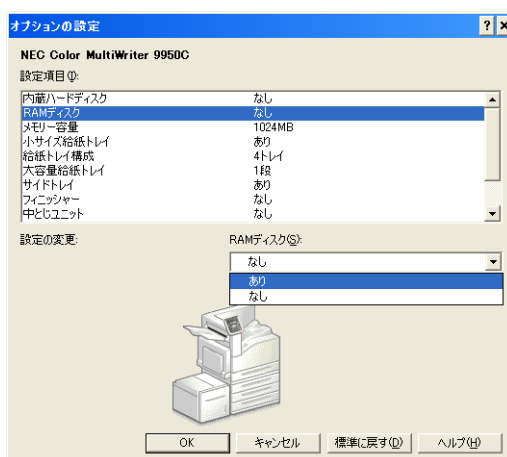 オプションの設定
NEC Color MultiWriter 9950C
設定項目(I):
内蔵ハードディスク なし
RAMディスク なし
メモリー容量 1024MB
小サイズ給紙トレイ あり
給紙トレイ構成 4トレイ
大容量給紙トレイ 1段
サイドトレイ あり
フィニッシャー なし
中とじユニット なし
設定の変更: RAMディスク(S):
なし
あり
なし
OK キャンセル 標準に戻す(D) ヘルプ(H)